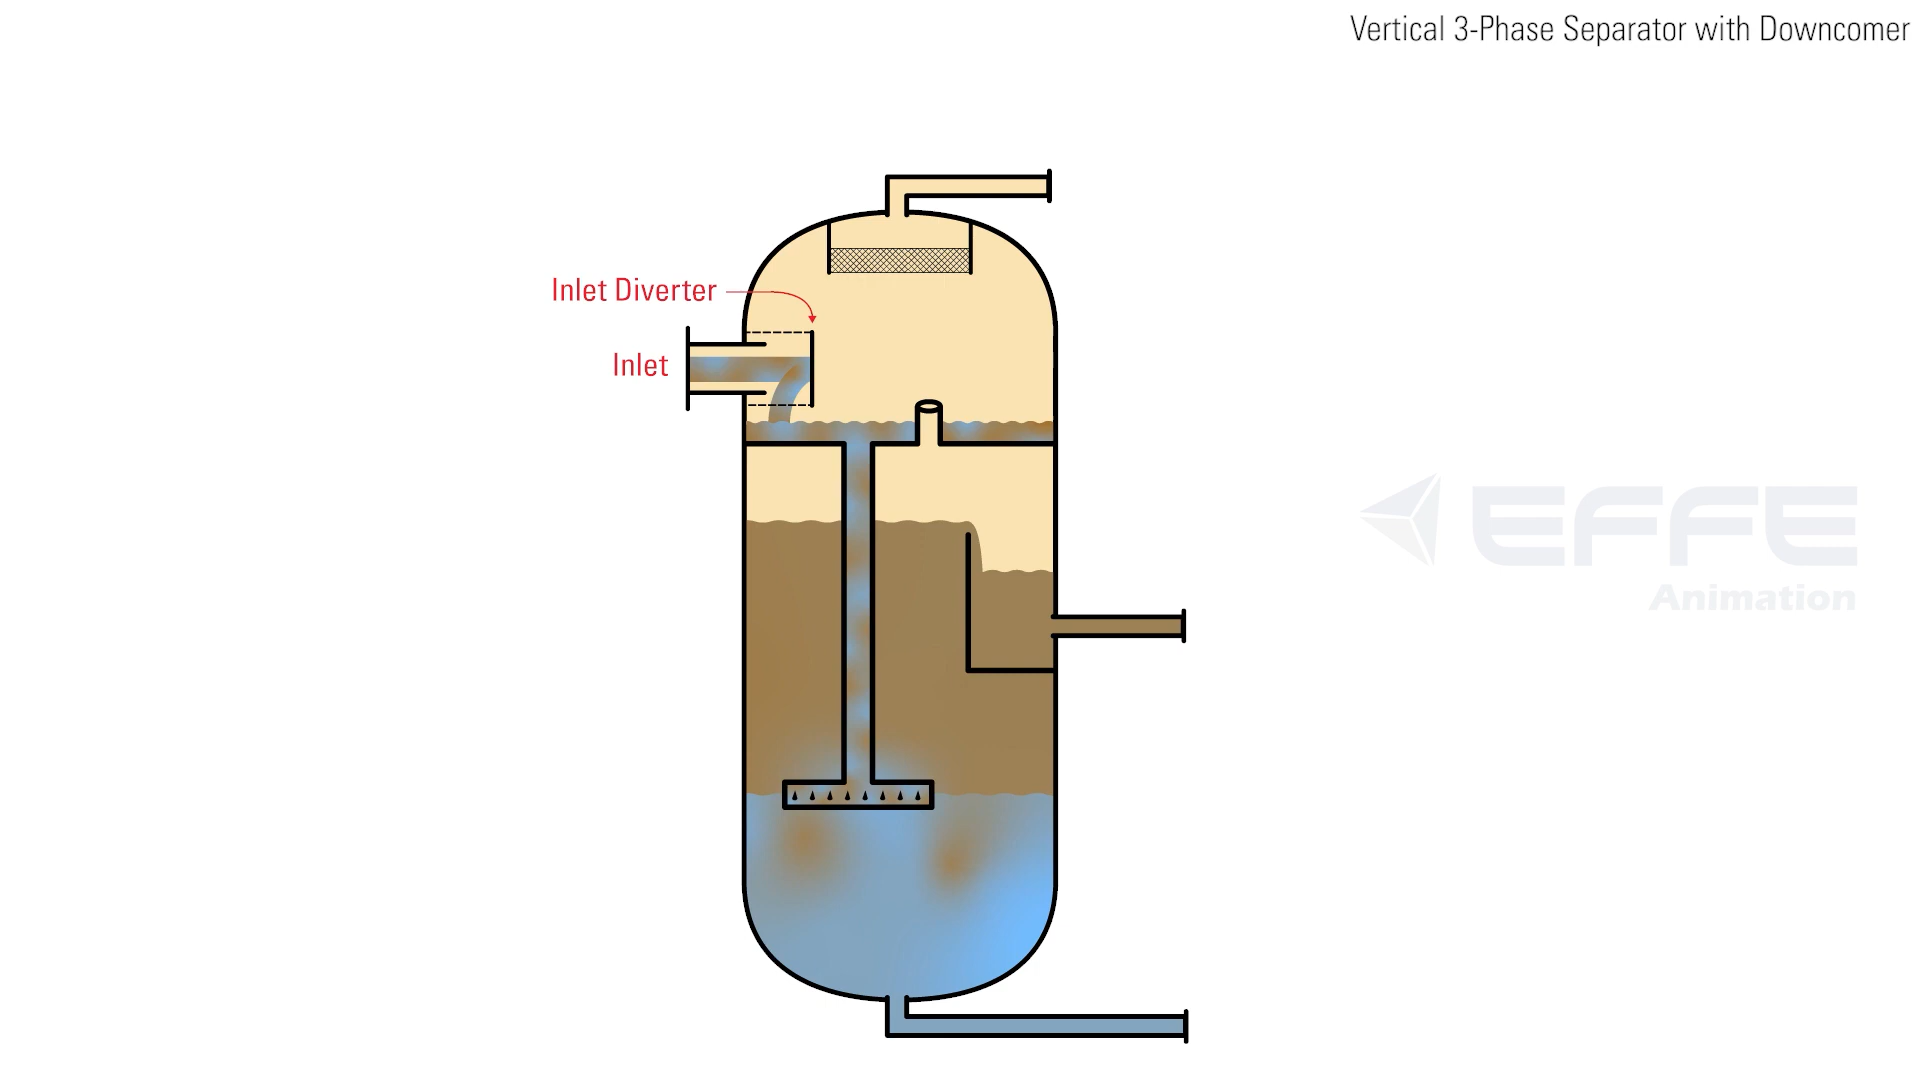 Vertical 3-Phase Separator with Downcomer
Inlet Diverter
Inlet
EFFE
Animation